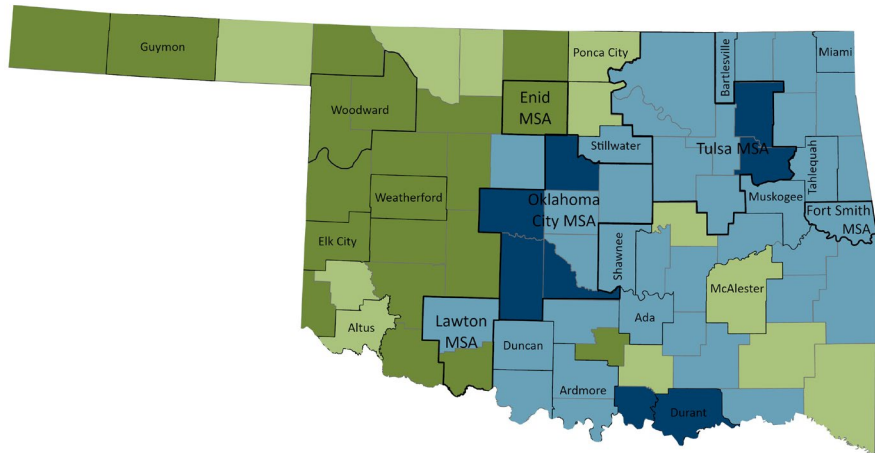 Guymon
Ponca City
Bartlesville
Miami
Woodward
Enid
MSA
Stillwater
Tulsa MSA
Tahlequah
Weatherford
Oklahoma
City MSA
Muskogee
Fort Smith
MSA
Elk City
Shawnee
McAlester
Altus
Lawton
MSA
Ada
Duncan
Ardmore
Durant